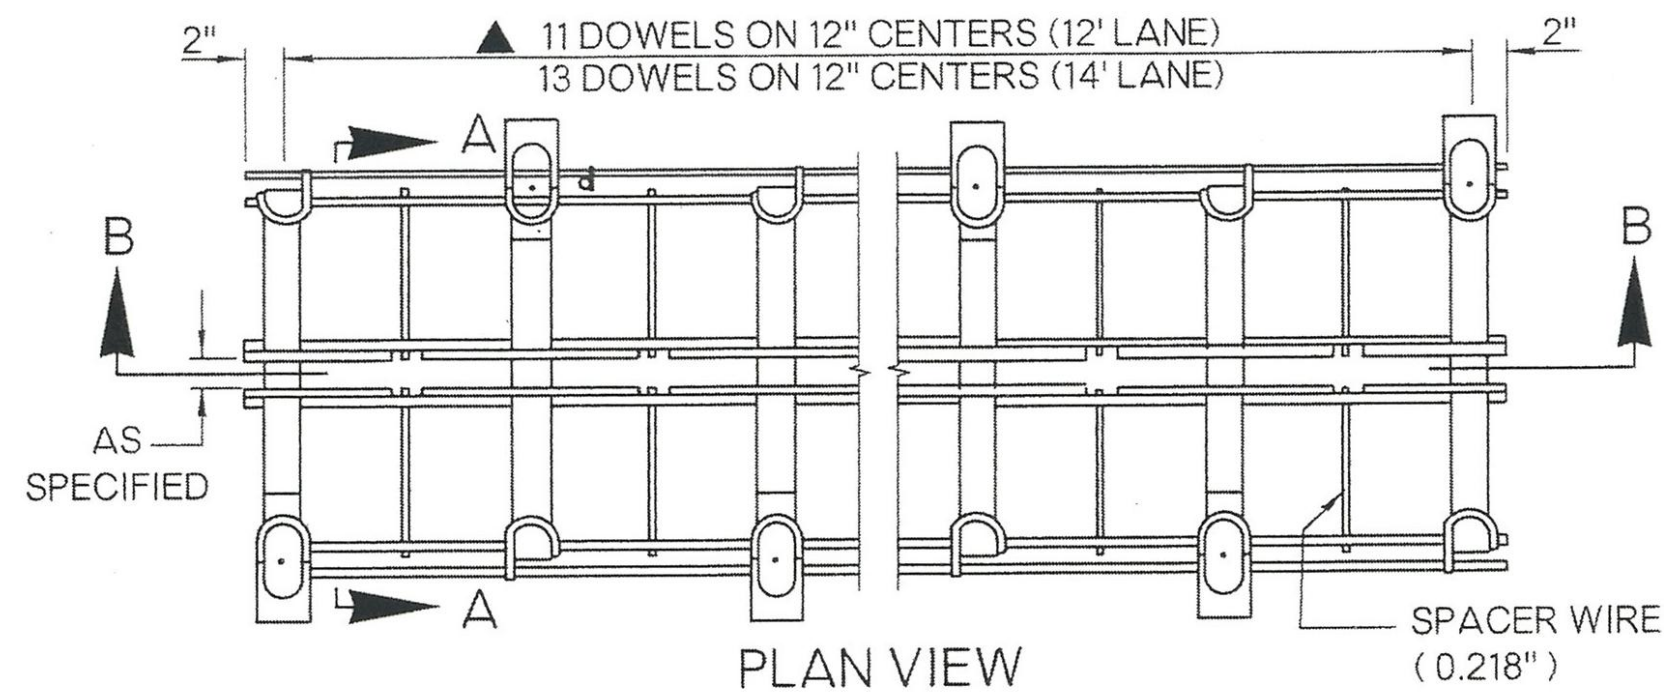 2"
▲ 11 DOWELS ON 12" CENTERS (12' LANE)
2"
13 DOWELS ON 12" CENTERS (14' LANE)
A
B
B
AS
SPECIFIED
A
SPACER WIRE
( 0.218" )
PLAN VIEW